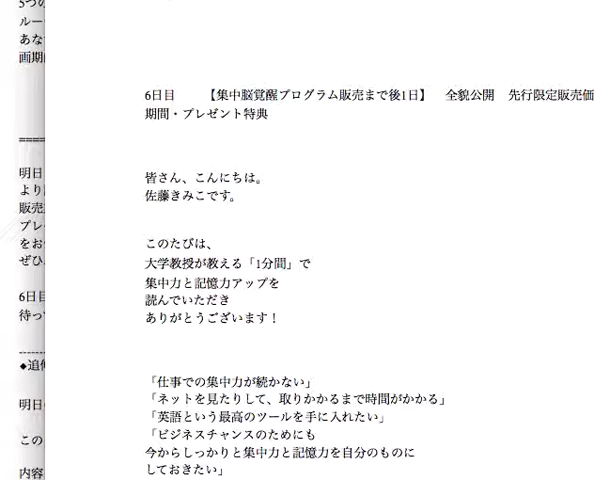 5つの
ルー
あな
画期
明日
より
販売
プレ
をお
ぜひ
6日目
待っ
◆追伸
明日
この
内容
6日目 【集中脳覚醒プログラム販売まで後1日】 全貌公開 先行限定販売価
期間・プレゼント特典
皆さん、こんにちは。
佐藤きみこです。
このたびは、
大学教授が教える「1分間」で
集中力と記憶力アップを
読んでいただき
ありがとうございます！
「仕事での集中力が続かない」
「ネットを見たりして、取りかかるまで時間がかかる」
「英語という最高のツールを手に入れたい」
「ビジネスチャンスのためにも
今からしっかりと集中力と記憶力を自分のものに
しておきたい」